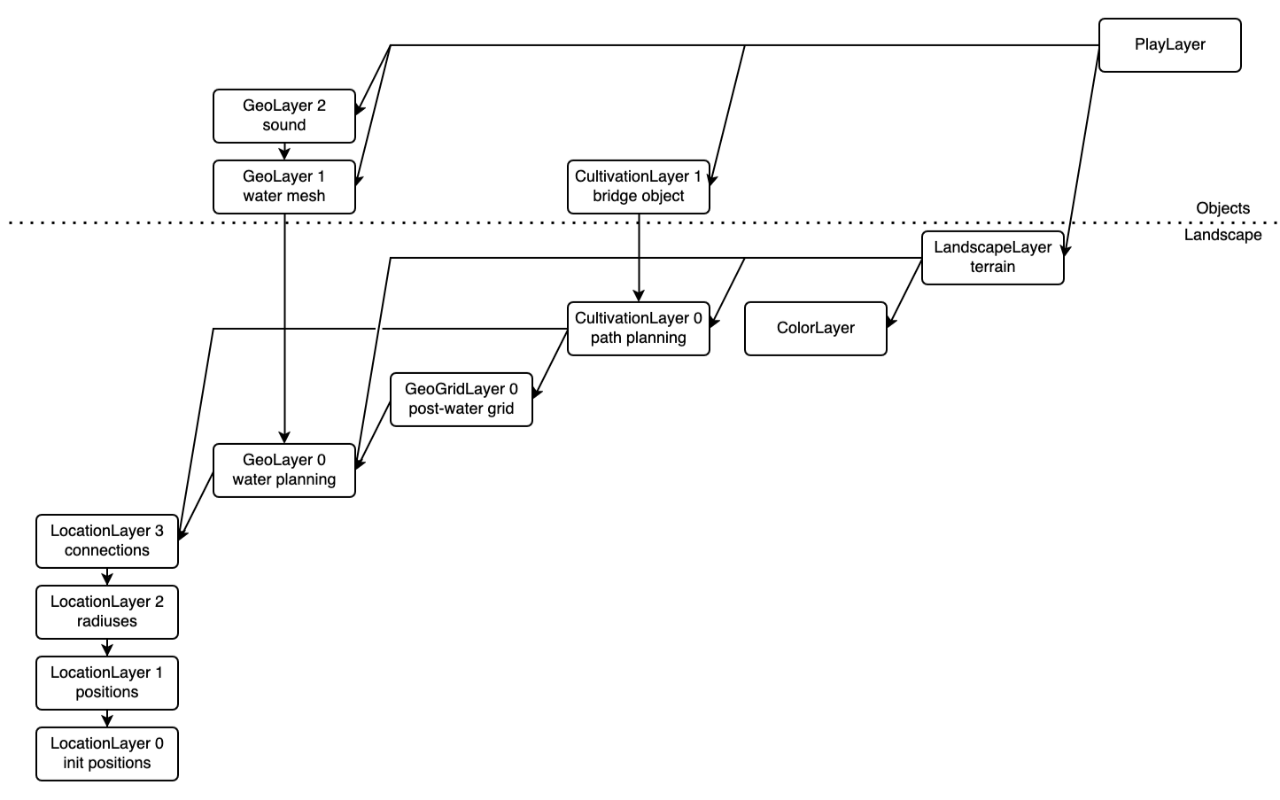 PlayLayer
GeoLayer 2
sound
GeoLayer 1
water mesh
CultivationLayer 1
bridge object
Objects
Landscape
LandscapeLayer
terrain
CultivationLayer 0
path planning
ColorLayer
GeoGridLayer 0
post-water grid
GeoLayer 0
water planning
LocationLayer 3
connections
LocationLayer 2
radiuses
LocationLayer 1
positions
LocationLayer 0
init positions